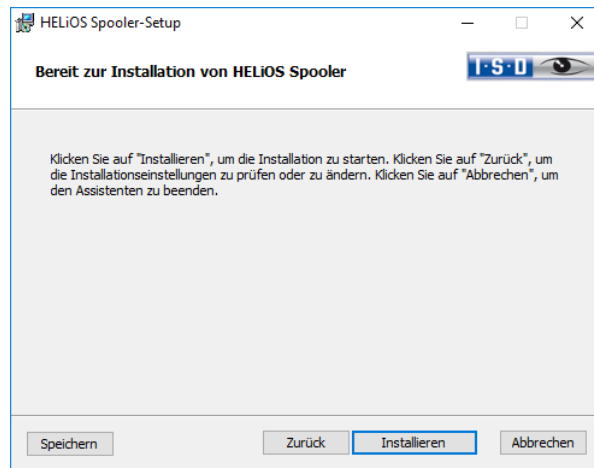 HELiOS Spooler-Setup
Bereit zur Installation von HELiOS Spooler
I·S·D
Klicken Sie auf "Installieren", um die Installation zu starten. Klicken Sie auf "Zurück", um
die Installationseinstellungen zu prüfen oder zu ändern. Klicken Sie auf "Abbrechen", um
den Assistenten zu beenden.
Speichern Zurück Installieren Abbrechen